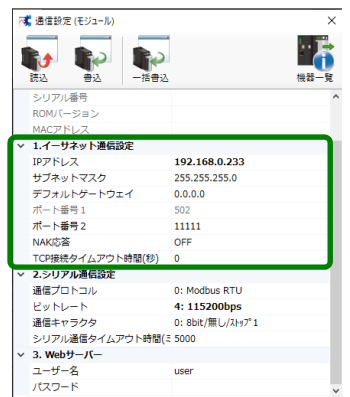 通信設定 (モジュール)
読込 書込 一括書込 機器一覧
シリアル番号
ROMバージョン
MACアドレス
1.イーサネット通信設定
IPアドレス 192.168.0.233
サブネットマスク 255.255.255.0
デフォルトゲートウェイ 0.0.0.0
ポート番号1 502
ポート番号2 11111
NAK応答 OFF
TCP接続タイムアウト時間(秒) 0
2.シリアル通信設定
通信プロトコル 0: Modbus RTU
ビットレート 4: 115200bps
通信キャラクタ 0: 8bit/無し/ストップ1
シリアル通信タイムアウト時間(ミ 5000
3. Webサーバー
ユーザー名 user
パスワード